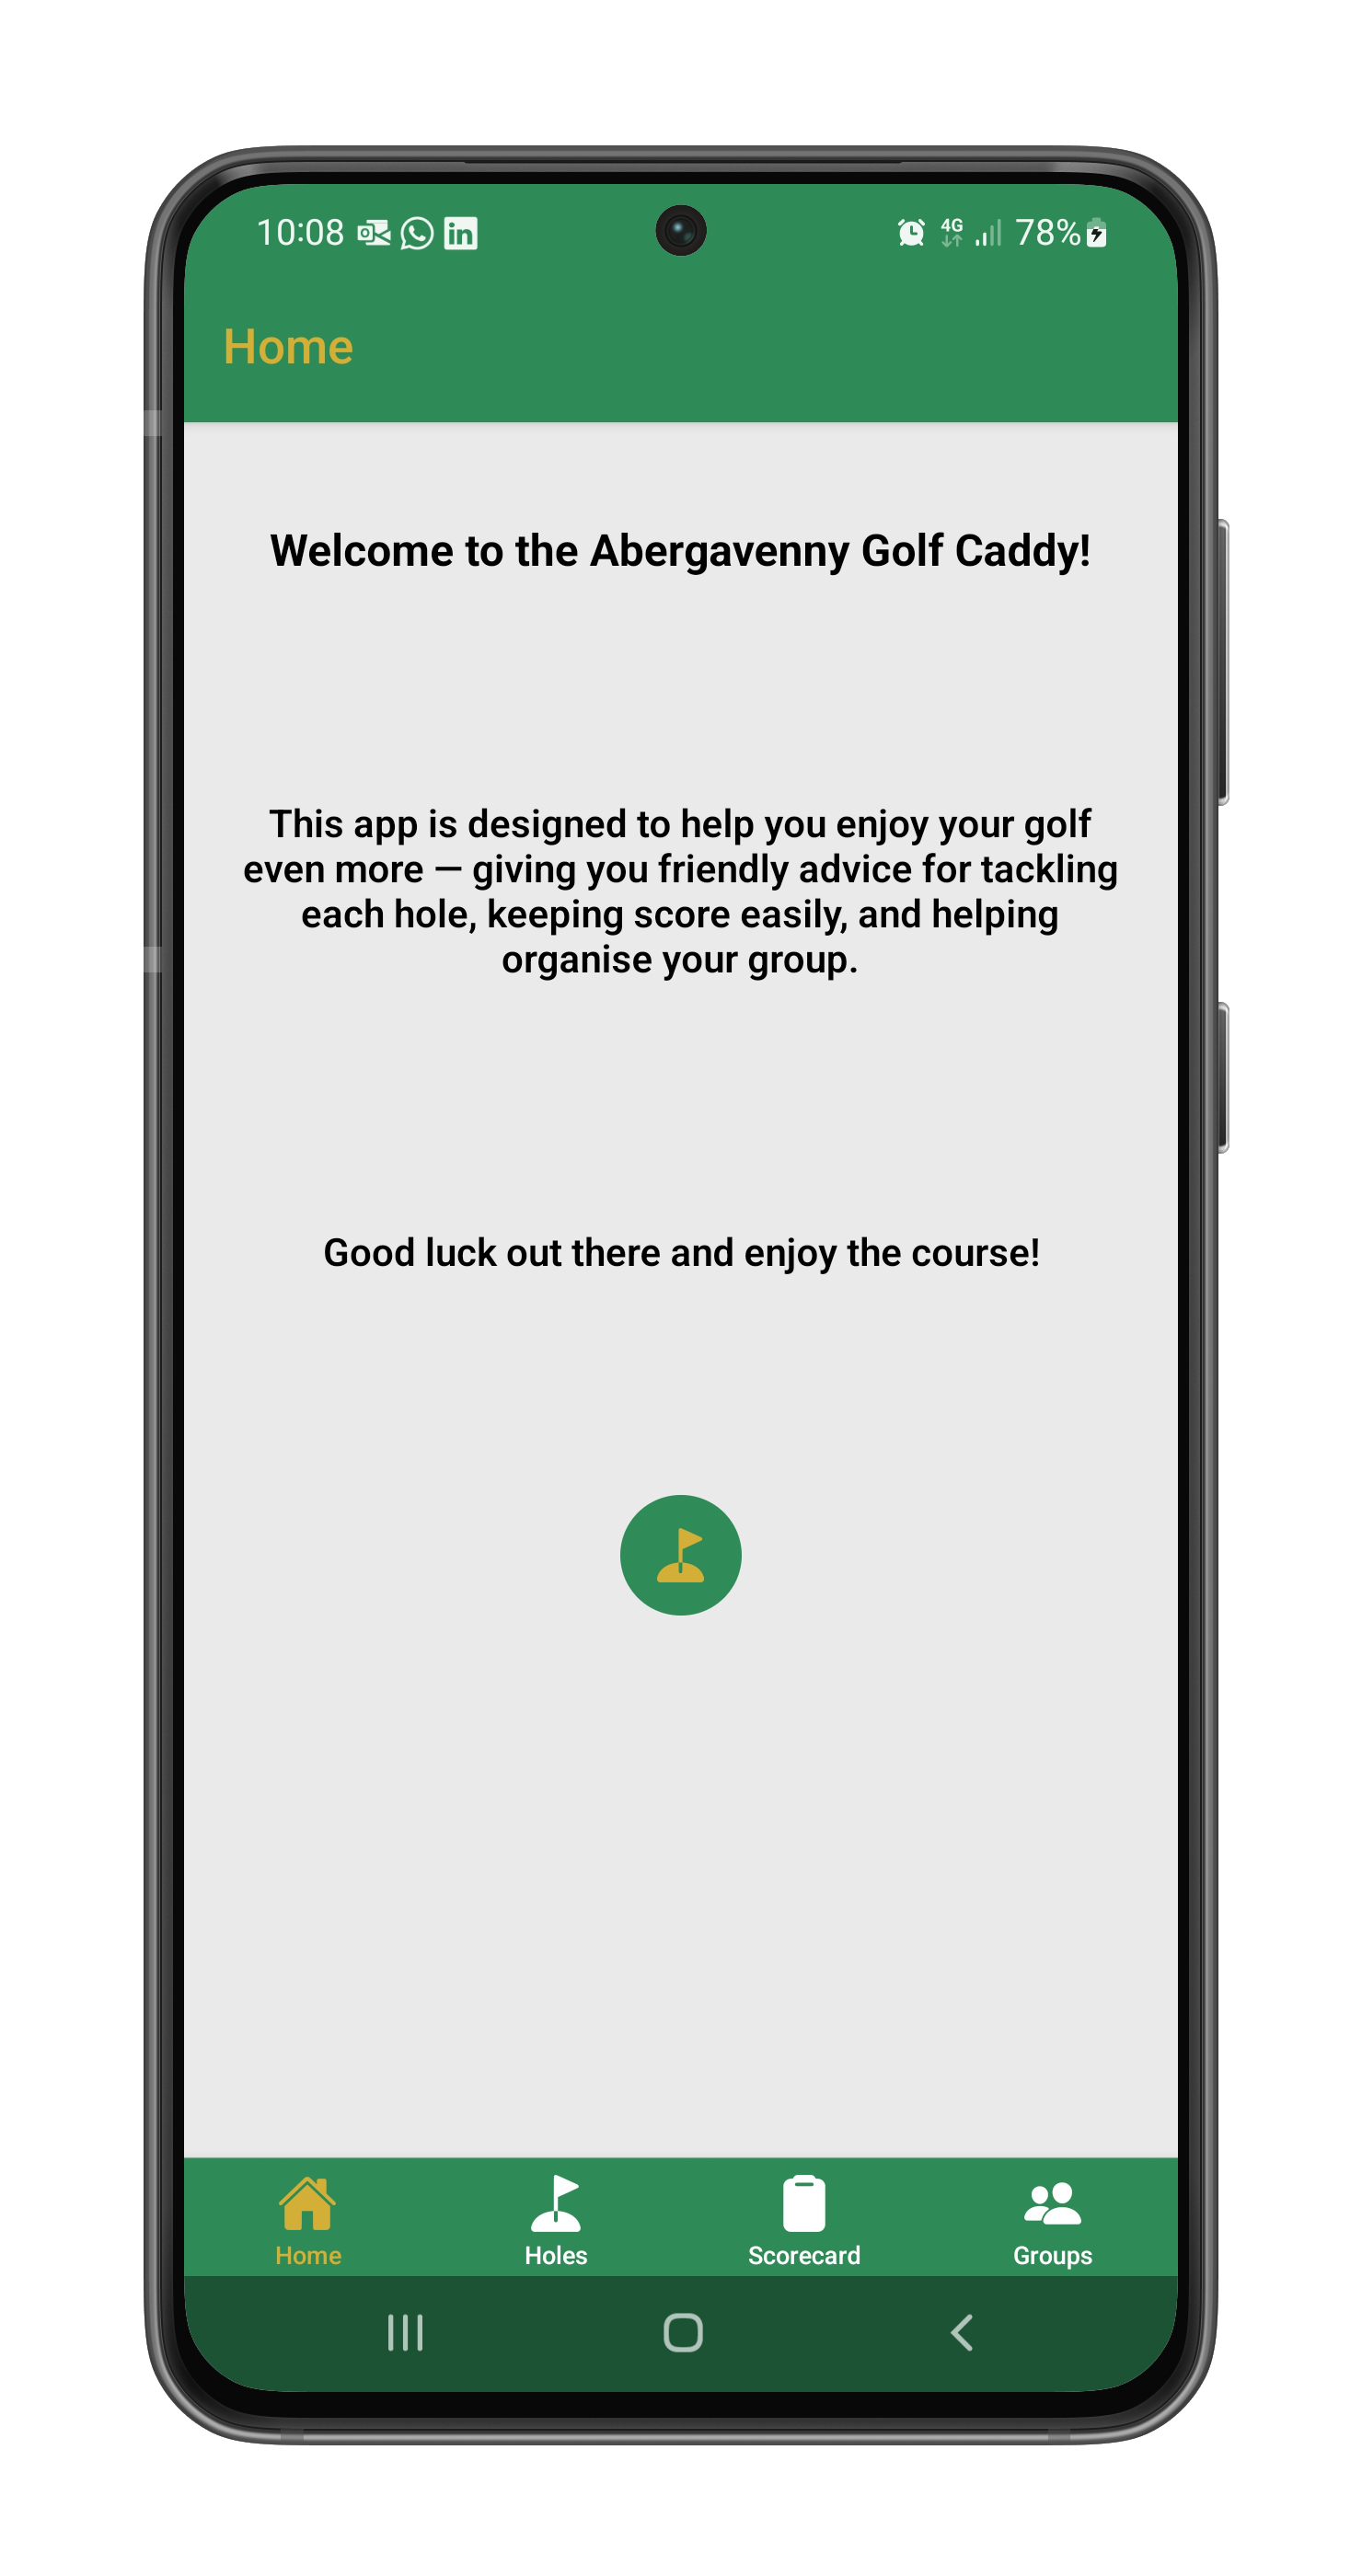 10:08 4G 78%
Home
Welcome to the Abergavenny Golf Caddy!
This app is designed to help you enjoy your golf
even more — giving you friendly advice for tackling
each hole, keeping score easily, and helping
organise your group.
Good luck out there and enjoy the course!
Home Holes Scorecard Groups